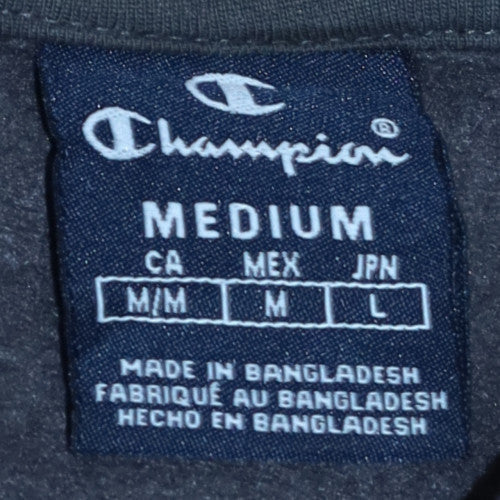 Champion®
MEDIUM
CA MEX JPN
M/M M L
MADE IN BANGLADESH
FABRIQUÉ AU BANGLADESH
HECHO EN BANGLADESH